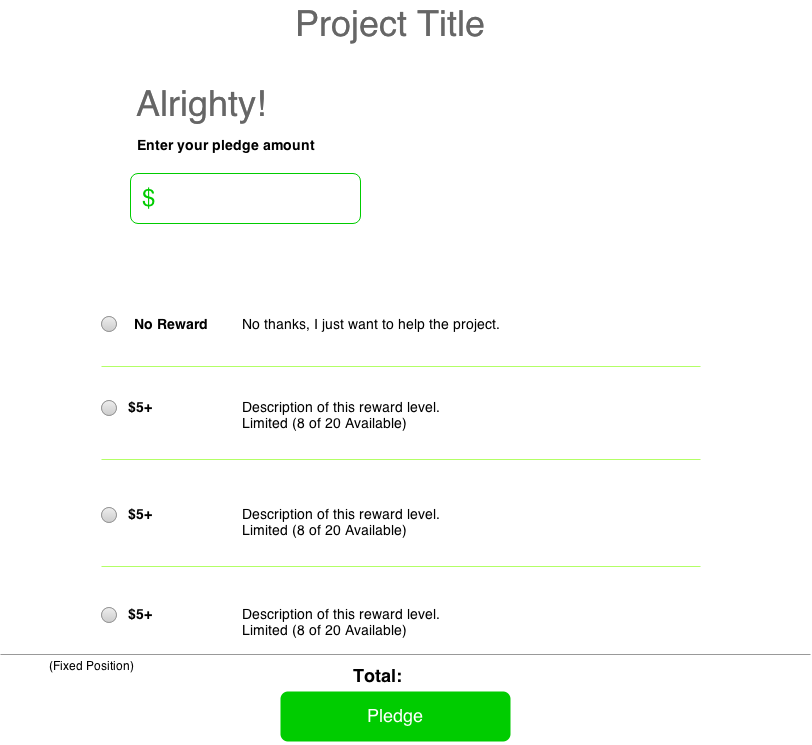 Project Title
Alrighty!
Enter your pledge amount
$
No Reward No thanks, I just want to help the project.
$5+ Description of this reward level.
Limited (8 of 20 Available)
$5+ Description of this reward level.
Limited (8 of 20 Available)
$5+ Description of this reward level.
Limited (8 of 20 Available)
(Fixed Position)
Total:
Pledge